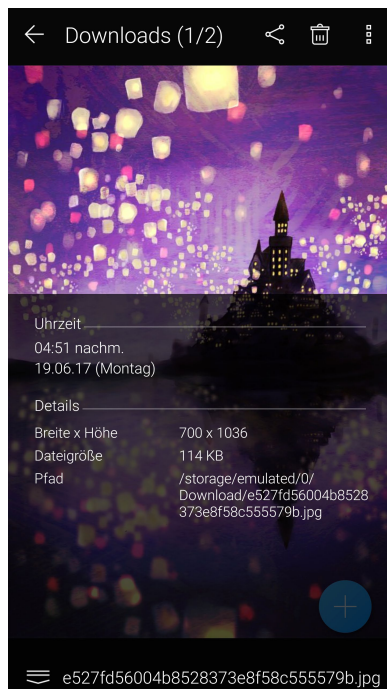 Downloads (1/2)
Uhrzeit
04:51 nachm.
19.06.17 (Montag)
Details
Breite x Höhe 700 x 1036
Dateigröße 114 KB
Pfad /storage/emulated/0/
Download/e527fd56004b8528
373e8f58c555579b.jpg
e527fd56004b8528373e8f58c555579b.jpg